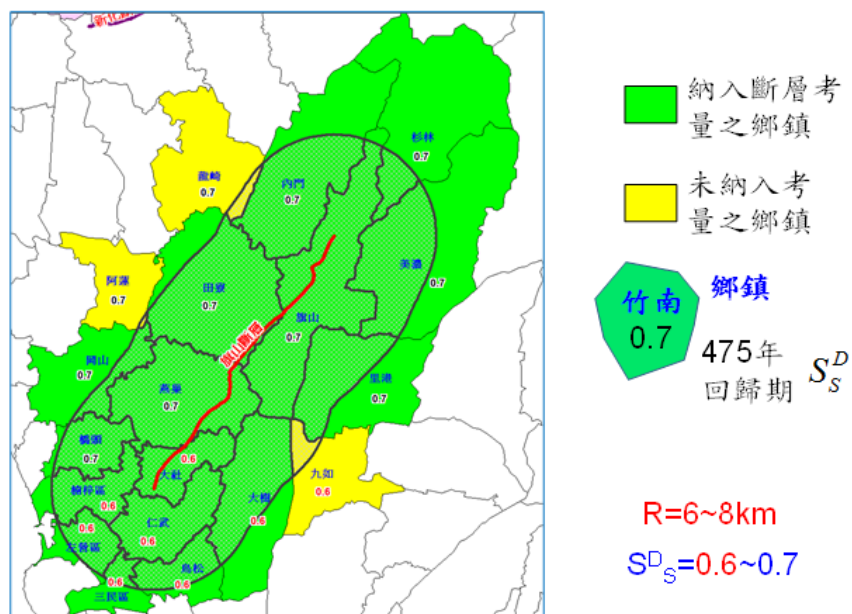 新化
杉林
0.7
龍崎
0.7
內門
0.7
阿蓮
0.7
田寮
0.7
美濃
0.7
旗山斷層
旗山
0.7
岡山
0.7
燕巢
0.7
里港
0.7
橋頭
0.7
大社
0.6
九如
0.6
楠梓區
0.6
大樹
0.6
仁武
0.6
左營區
0.6
鳥松
0.6
三民區
0.6
納入斷層考
量之鄉鎮
未納入考
量之鄉鎮
竹南
0.7
鄉鎮
475年
回歸期 S_S^D
R=6~8km
S^D_S=0.6~0.7